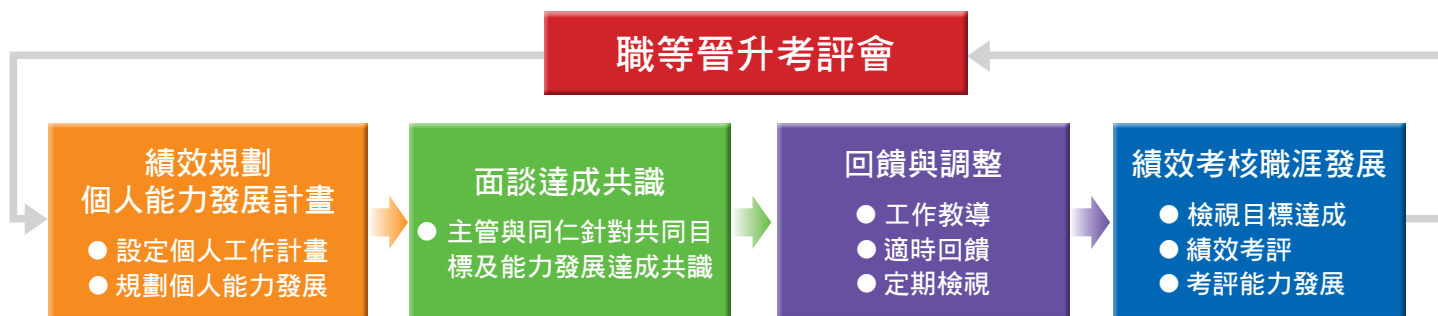 職等晉升考評會
績效規劃
個人能力發展計畫
● 設定個人工作計畫
● 規劃個人能力發展
面談達成共識
● 主管與同仁針對共同目
標及能力發展達成共識
回饋與調整
● 工作教導
● 適時回饋
● 定期檢視
績效考核職涯發展
● 檢視目標達成
● 績效考評
● 考評能力發展